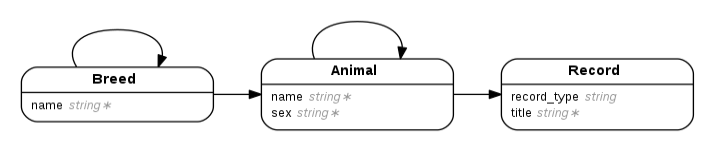 Breed
name string∗
Animal
name string∗
sex string∗
Record
record_type string
title string∗